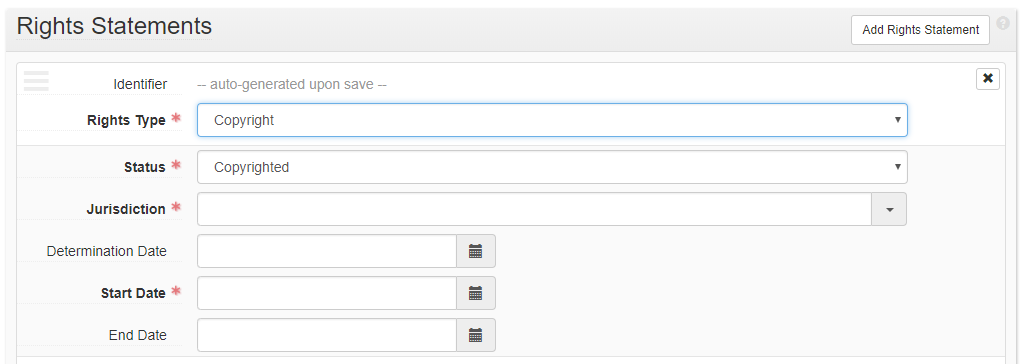 Rights Statements
Add Rights Statement
Identifier -- auto-generated upon save --
Rights Type * Copyright
Status * Copyrighted
Jurisdiction *
Determination Date
Start Date *
End Date